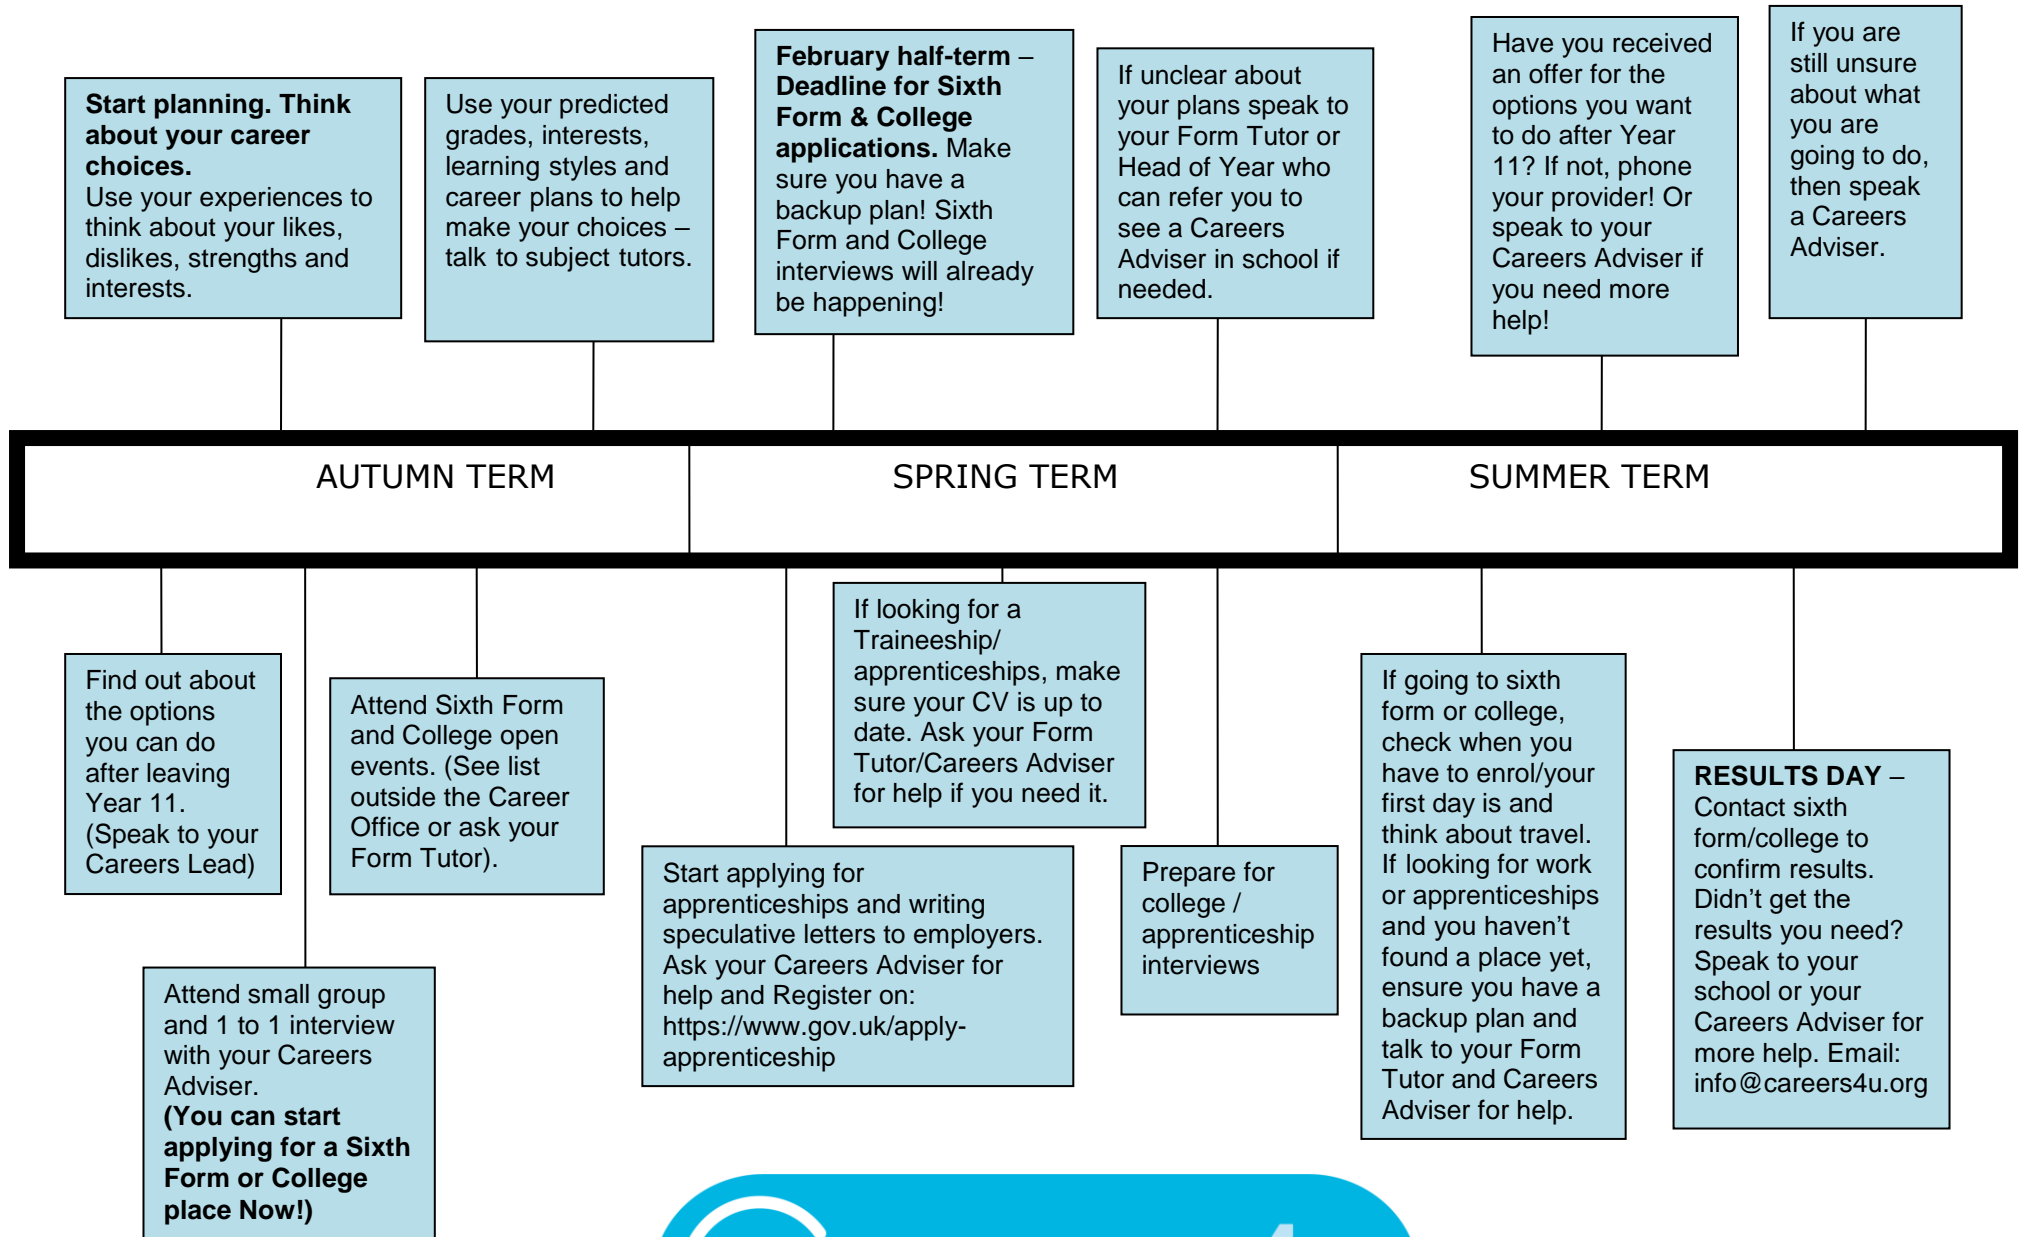 Start planning. Think
about your career
choices.
Use your experiences to
think about your likes,
dislikes, strengths and
interests.
Use your predicted
grades, interests,
learning styles and
career plans to help
make your choices –
talk to subject tutors.
February half-term –
Deadline for Sixth
Form & College
applications. Make
sure you have a
backup plan! Sixth
Form and College
interviews will already
be happening!
If unclear about
your plans speak to
your Form Tutor or
Head of Year who
can refer you to
see a Careers
Adviser in school if
needed.
Have you received
an offer for the
options you want
to do after Year
11? If not, phone
your provider! Or
speak to your
Careers Adviser if
you need more
help!
If you are
still unsure
about what
you are
going to do,
then speak
a Careers
Adviser.
AUTUMN TERM
SPRING TERM
SUMMER TERM
Find out about
the options
you can do
after leaving
Year 11.
(Speak to your
Careers Lead)
Attend small group
and 1 to 1 interview
with your Careers
Adviser.
(You can start
applying for a Sixth
Form or College
place Now!)
Attend Sixth Form
and College open
events. (See list
outside the Career
Office or ask your
Form Tutor).
Start applying for
apprenticeships and writing
speculative letters to employers.
Ask your Careers Adviser for
help and Register on:
https://www.gov.uk/apply-
apprenticeship
If looking for a
Traineeship/
apprenticeships, make
sure your CV is up to
date. Ask your Form
Tutor/Careers Adviser
for help if you need it.
Prepare for
college /
apprenticeship
interviews
If going to sixth
form or college,
check when you
have to enrol/your
first day is and
think about travel.
If looking for work
or apprenticeships
and you haven't
found a place yet,
ensure you have a
backup plan and
talk to your Form
Tutor and Careers
Adviser for help.
RESULTS DAY –
Contact sixth
form/college to
confirm results.
Didn't get the
results you need?
Speak to your
school or your
Careers Adviser for
more help. Email:
info@careers4u.org